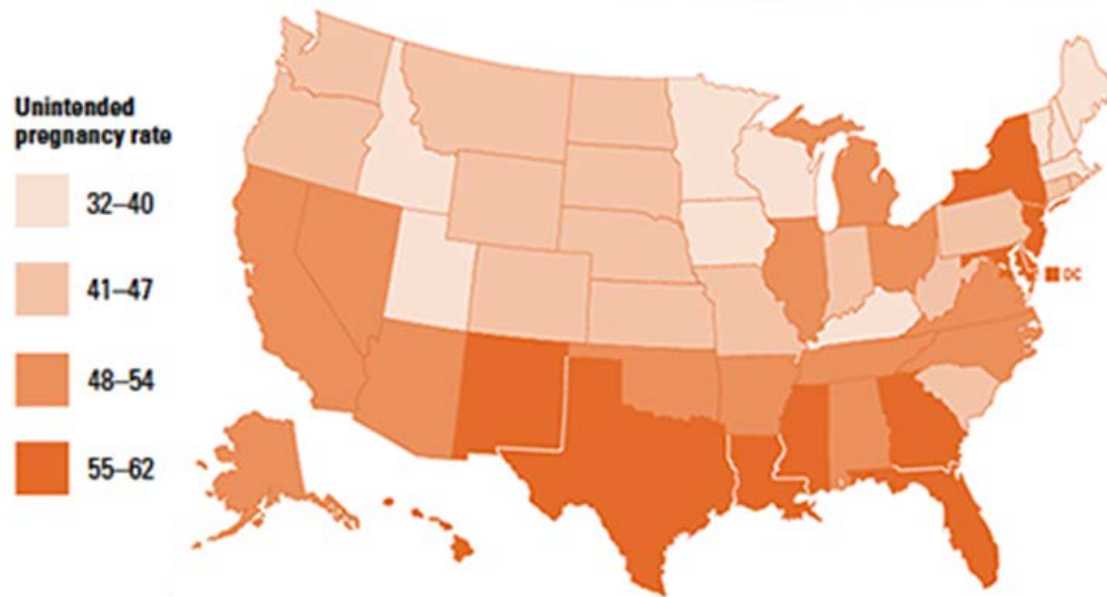 Unintended
pregnancy rate
32–40
41–47
48–54
55–62
DC